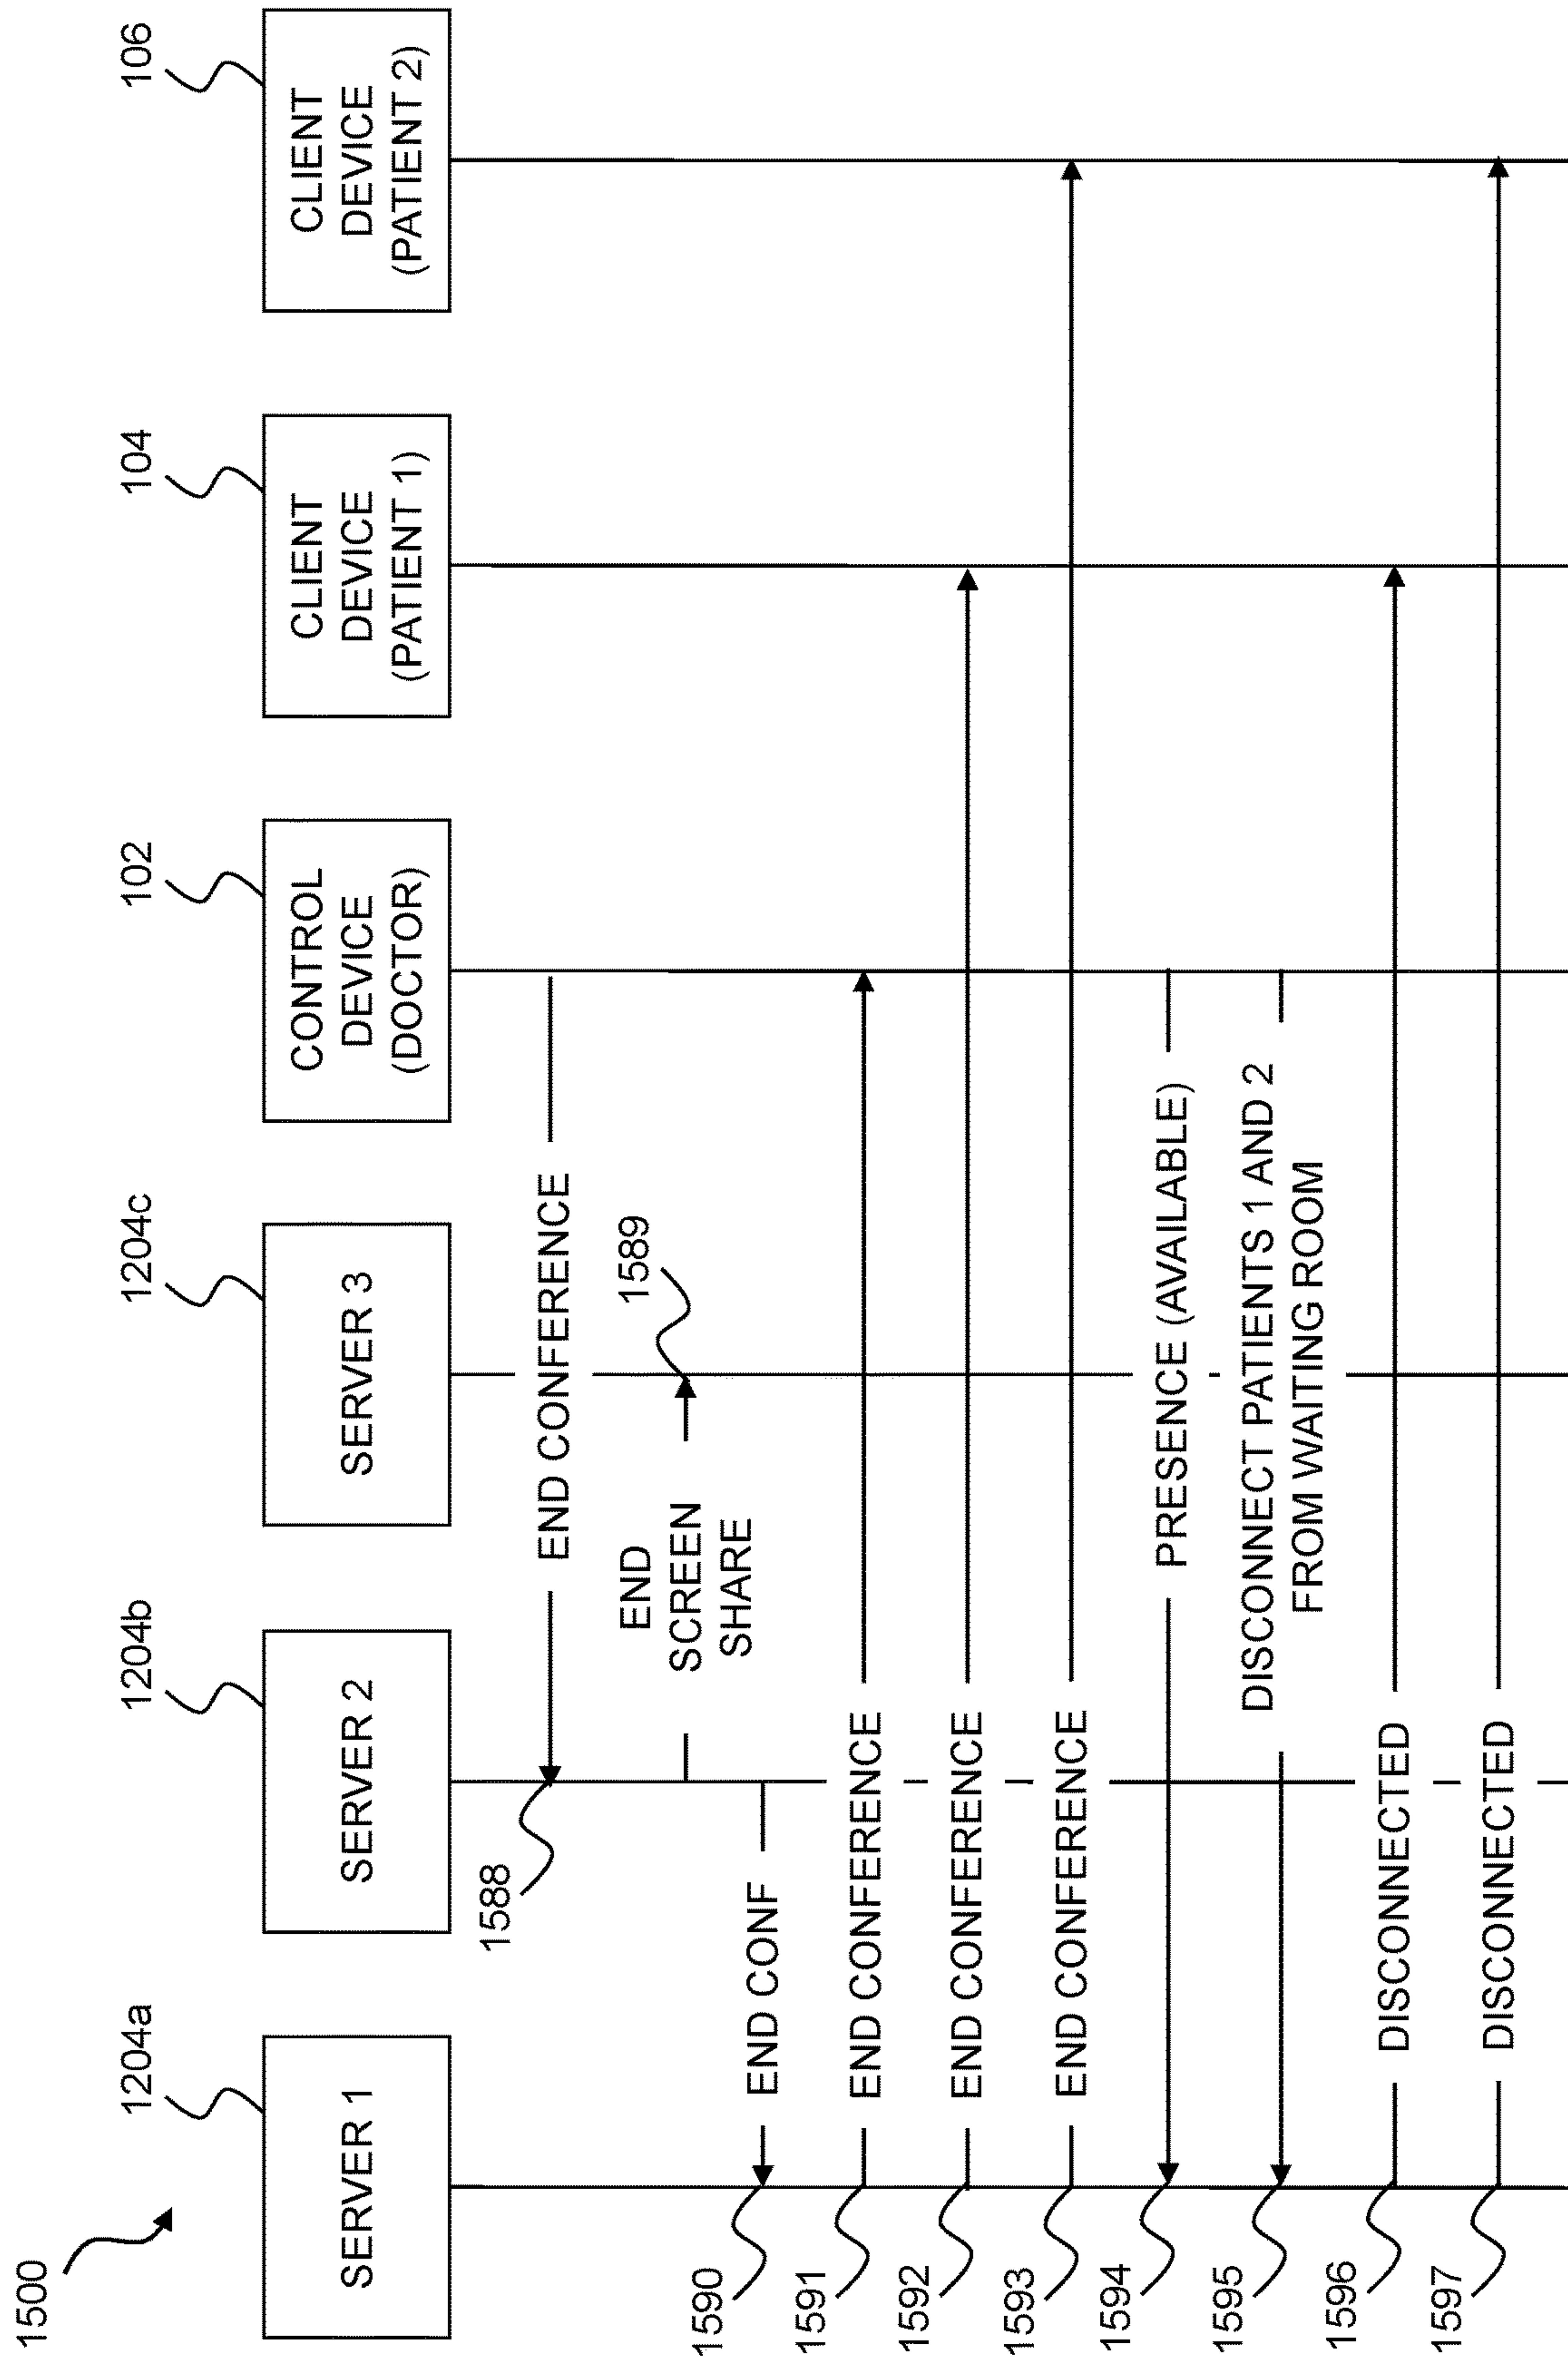 1500
1204a
1204b
1204c
102
104
106
SERVER 1
SERVER 2
SERVER 3
CONTROL
DEVICE
(DOCTOR)
CLIENT
DEVICE
(PATIENT 1)
CLIENT
DEVICE
(PATIENT 2)
1588
END CONFERENCE
END
SCREEN
SHARE
1589
1590
END CONF
1591
END CONFERENCE
1592
END CONFERENCE
1593
END CONFERENCE
1594
PRESENCE (AVAILABLE)
1595
DISCONNECT PATIENTS 1 AND 2
FROM WAITING ROOM
1596
DISCONNECTED
1597
DISCONNECTED